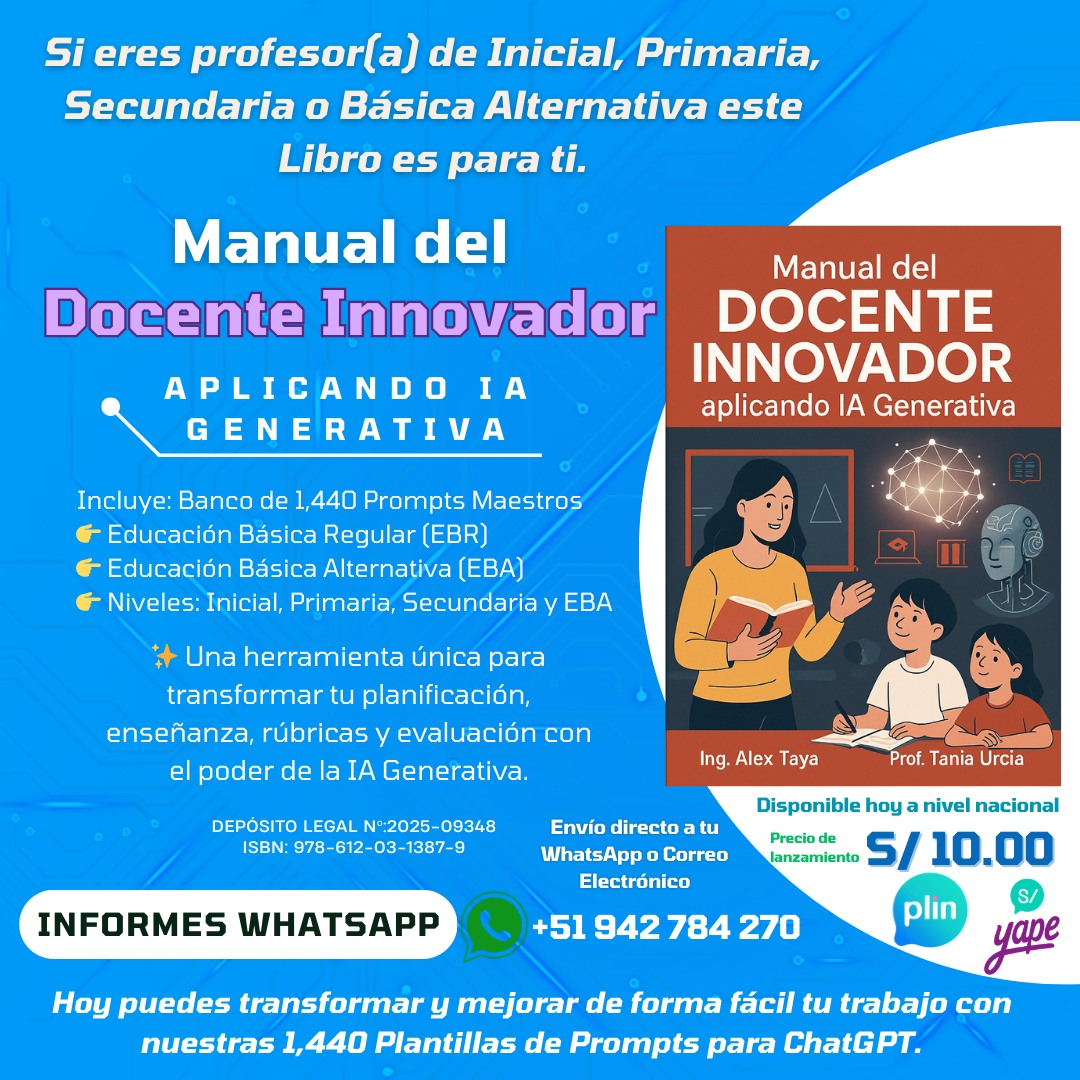 Si eres profesor(a) de Inicial, Primaria,
Secundaria o Básica Alternativa este
Libro es para ti.
Manual del
Docente Innovador
APLICANDO IA
GENERATIVA
Incluye: Banco de 1,440 Prompts Maestros
👉 Educación Básica Regular (EBR)
👉 Educación Básica Alternativa (EBA)
👉 Niveles: Inicial, Primaria, Secundaria y EBA
✨ Una herramienta única para
transformar tu planificación,
enseñanza, rúbricas y evaluación con
el poder de la IA Generativa.
Manual del
DOCENTE
INNOVADOR
aplicando IA Generativa
Ing. Alex Taya
Prof. Tania Urcia
DEPÓSITO LEGAL N°:2025-09348
ISBN: 978-612-03-1387-9
Envío directo a tu
WhatsApp o Correo
Electrónico
Disponible hoy a nivel nacional
Precio de
lanzamiento
S/ 10.00
plin
S/
yape
INFORMES WHATSAPP
+51 942 784 270
Hoy puedes transformar y mejorar de forma fácil tu trabajo con
nuestras 1,440 Plantillas de Prompts para ChatGPT.